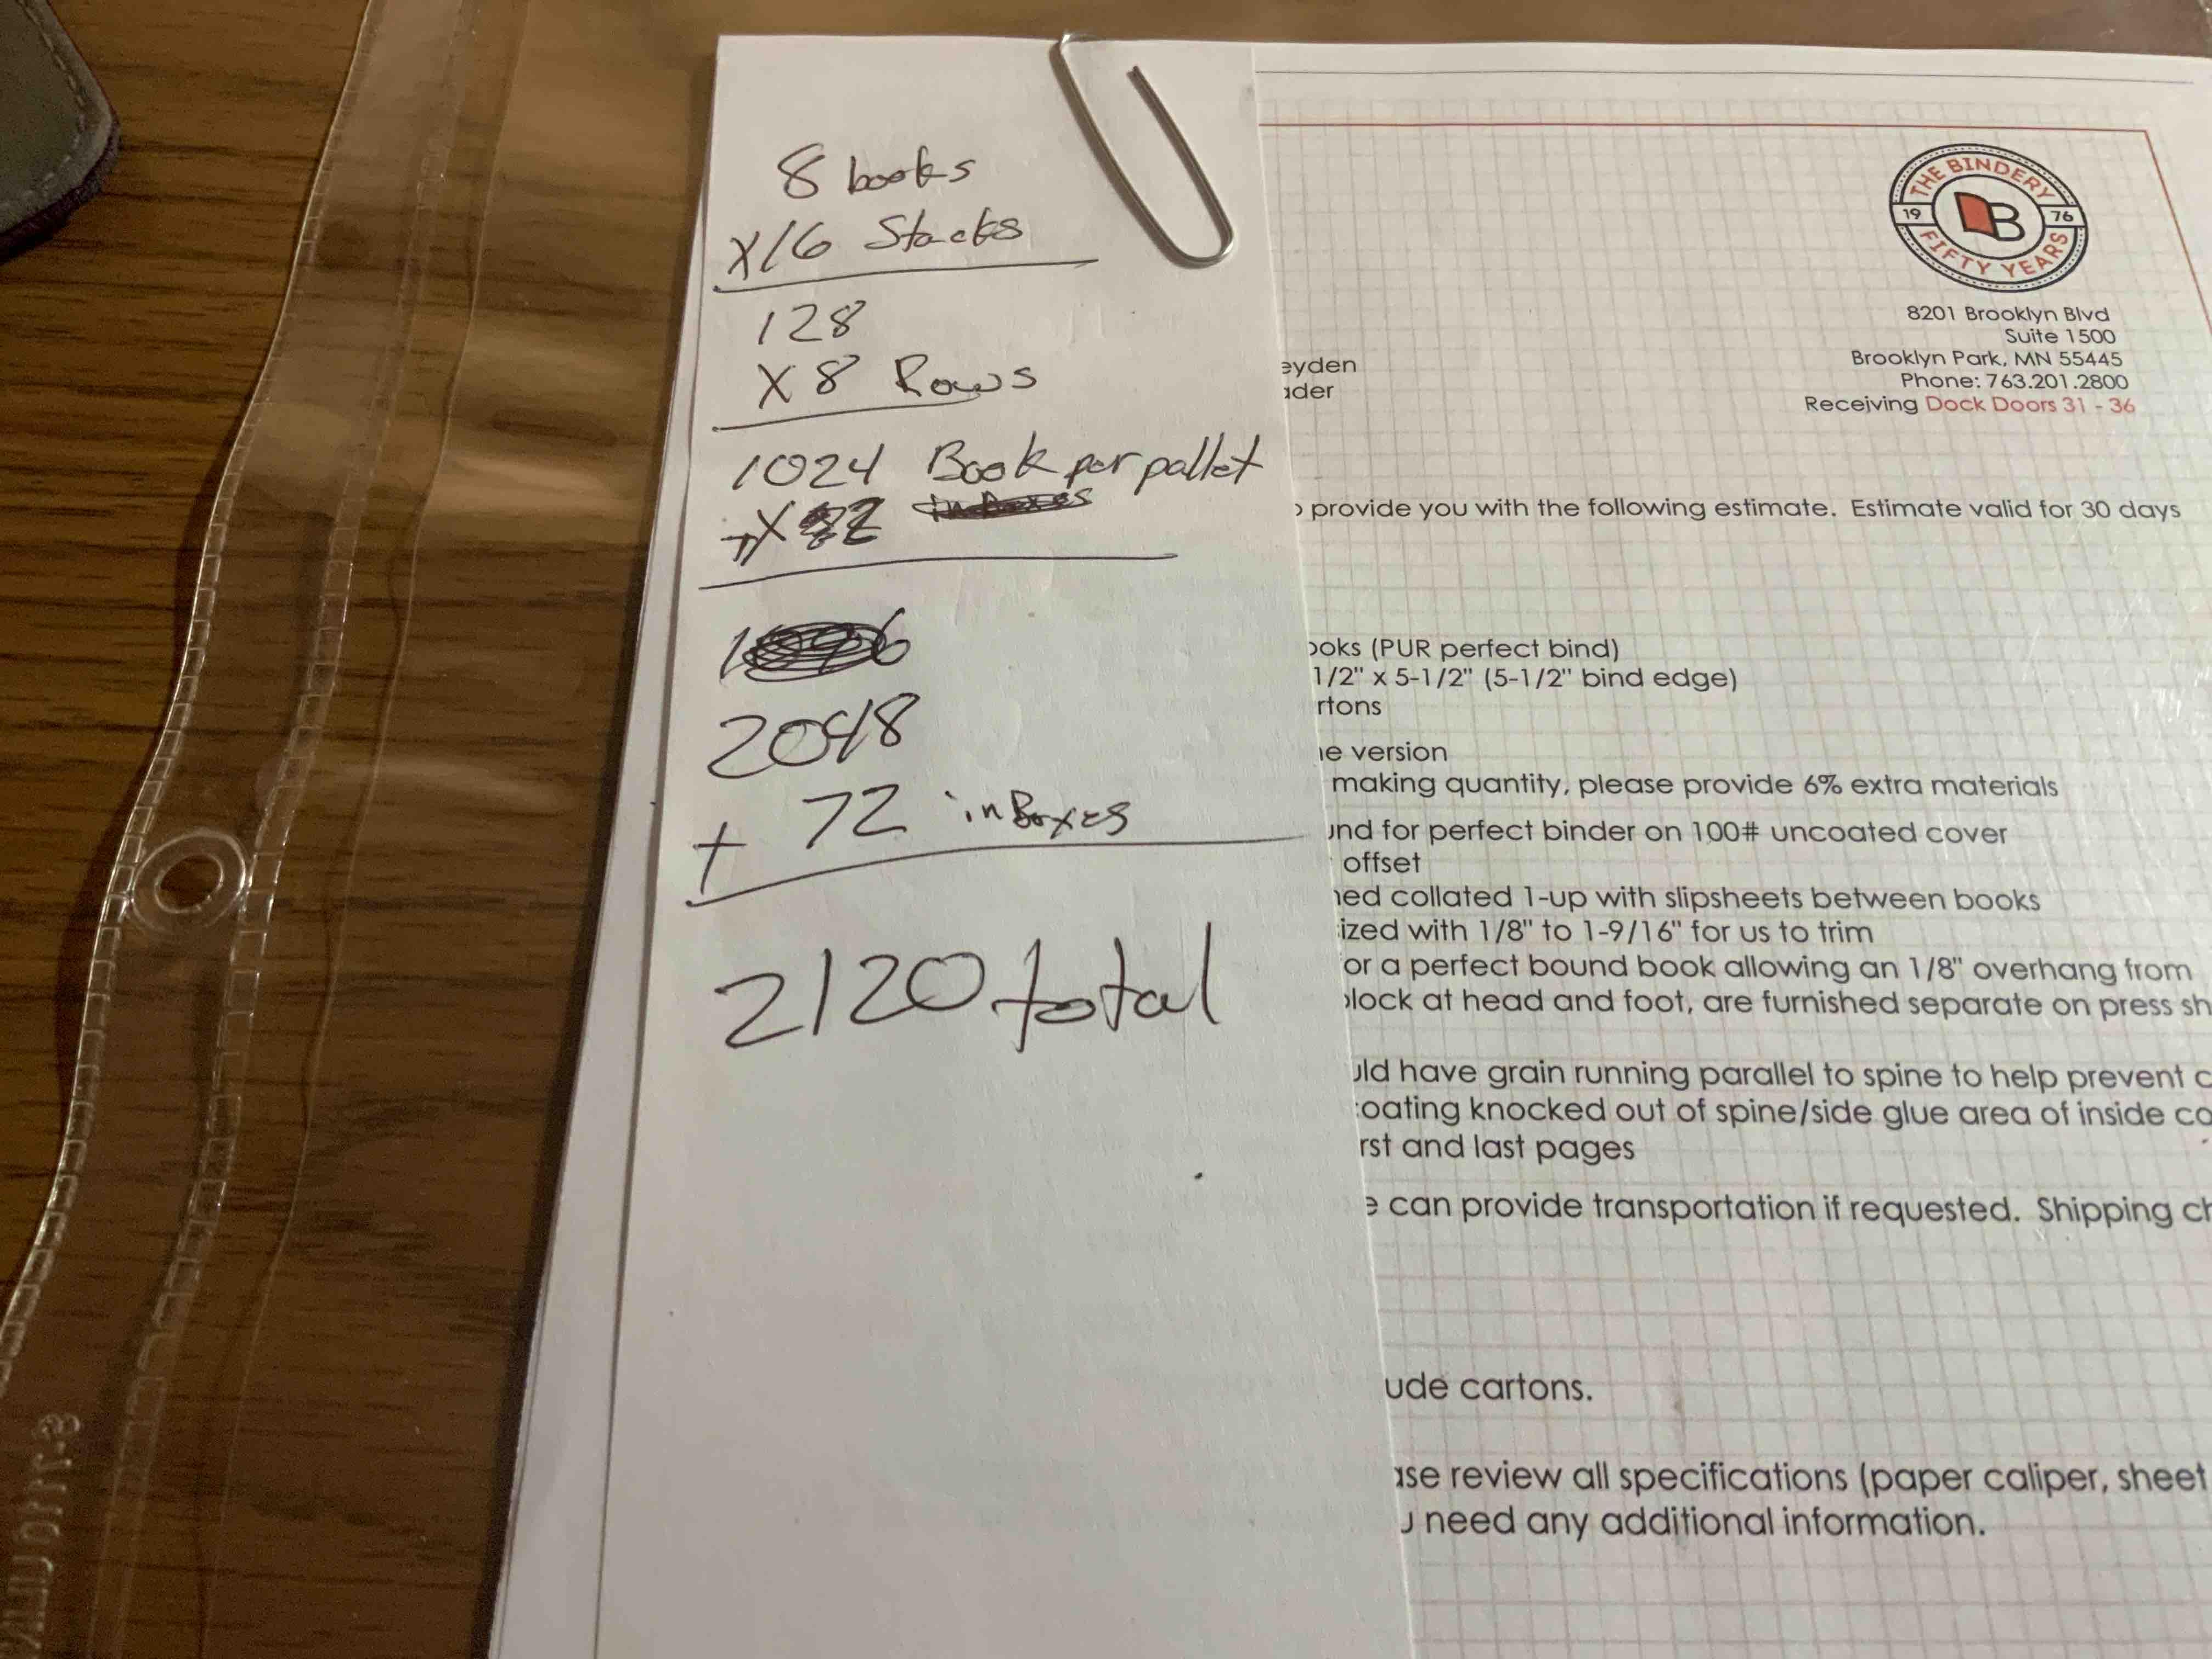 8 books
X16 Stacks
128
X 8 Rows
1024 Book per pallet
X 2
2048
+ 72 in Boxes
2120 total
THE BINDERY
19 B 76
FIFTY YEARS
8201 Brooklyn Blvd
Suite 1500
Brooklyn Park, MN 55445
Phone: 763.201.2800
Receiving Dock Doors 31 - 36
eyden
ader
provide you with the following estimate. Estimate valid for 30 days
ooks (PUR perfect bind)
1/2" x 5-1/2" (5-1/2" bind edge)
rtons
ne version
making quantity, please provide 6% extra materials
und for perfect binder on 100# uncoated cover
offset
ned collated 1-up with slipsheets between books
ized with 1/8" to 1-9/16" for us to trim
or a perfect bound book allowing an 1/8" overhang from
lock at head and foot, are furnished separate on press sh
uld have grain running parallel to spine to help prevent c
oating knocked out of spine/side glue area of inside co
rst and last pages
e can provide transportation if requested. Shipping ch
ude cartons.
ase review all specifications (paper caliper, sheet
u need any additional information.